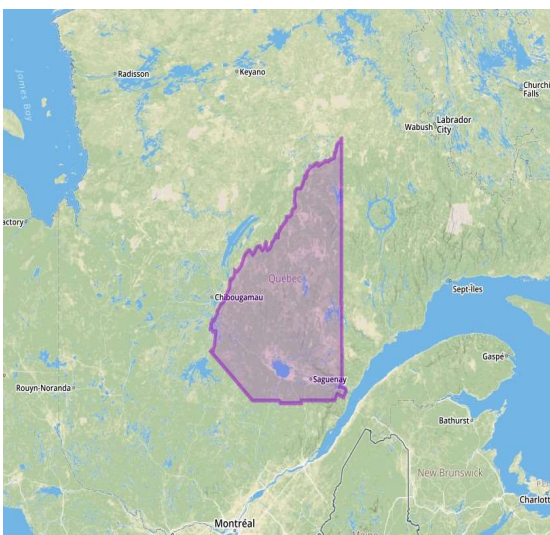 Radisson
Keyano
James Bay
Churchi
Falls
Labrador
City
Wabush
actory
Québec
Chibougamau
Sept-Îles
Gaspé
Saguenay
Rouyn-Noranda
Bathurst
New Brunswick
Charlott
Montréal